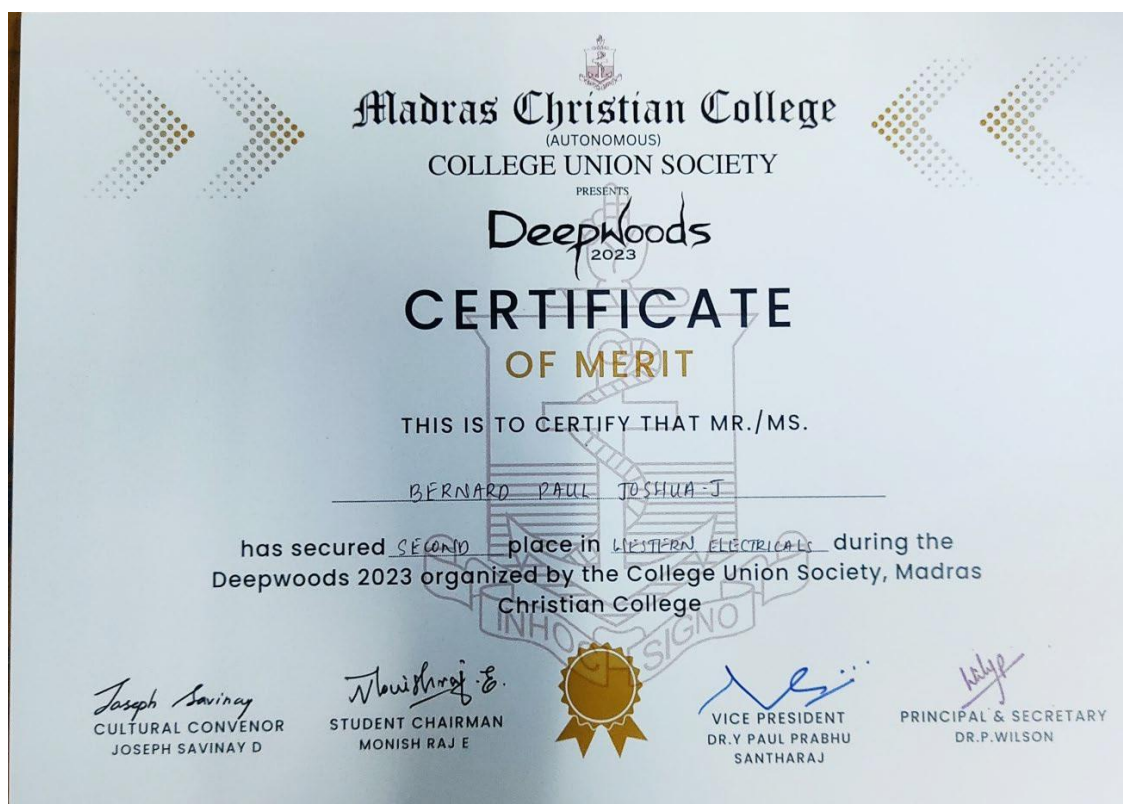 Madras Christian College
(AUTONOMOUS)
COLLEGE UNION SOCIETY
PRESENTS
Deepwoods
2023
CERTIFICATE
OF MERIT
THIS IS TO CERTIFY THAT MR./MS.
BERNARD PAUL JOSHUA-J
has secured SECOND place in WESTERN ELECTRICALS during the
Deepwoods 2023 organized by the College Union Society, Madras
Christian College
IN HOC SIGNO
Joseph Savinay
CULTURAL CONVENOR
JOSEPH SAVINAY D
Monishraj.E.
STUDENT CHAIRMAN
MONISH RAJ E
VICE PRESIDENT
DR.Y PAUL PRABHU
SANTHARAJ
PRINCIPAL & SECRETARY
DR.P.WILSON